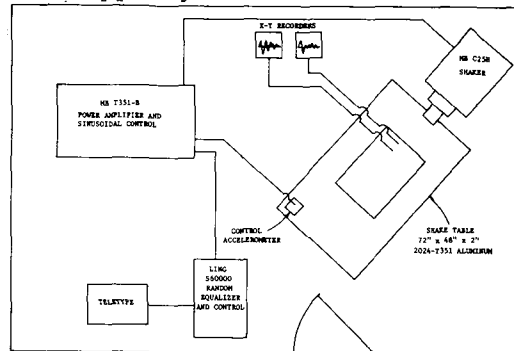 X-Y RECORDERS
MB C25H
SHAKER
MB T351-B
POWER AMPLIFIER AND
SINUSOIDAL CONTROL
CONTROL
ACCELEROMETER
SHAKE TABLE
72" x 48" x 2"
2024-T351 ALUMINUM
LING
S60000
RANDOM
EQUALIZER
AND CONTROL
TELETYPE